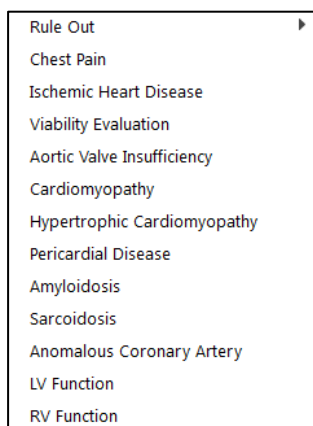 Rule Out
Chest Pain
Ischemic Heart Disease
Viability Evaluation
Aortic Valve Insufficiency
Cardiomyopathy
Hypertrophic Cardiomyopathy
Pericardial Disease
Amyloidosis
Sarcoidosis
Anomalous Coronary Artery
LV Function
RV Function